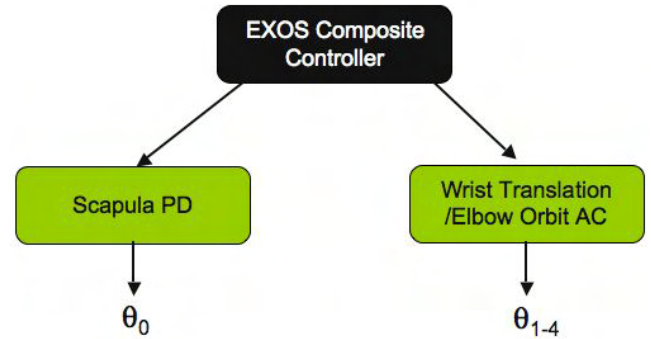 EXOS Composite
Controller
Scapula PD
Wrist Translation
/Elbow Orbit AC
θ₀
θ₁₋₄